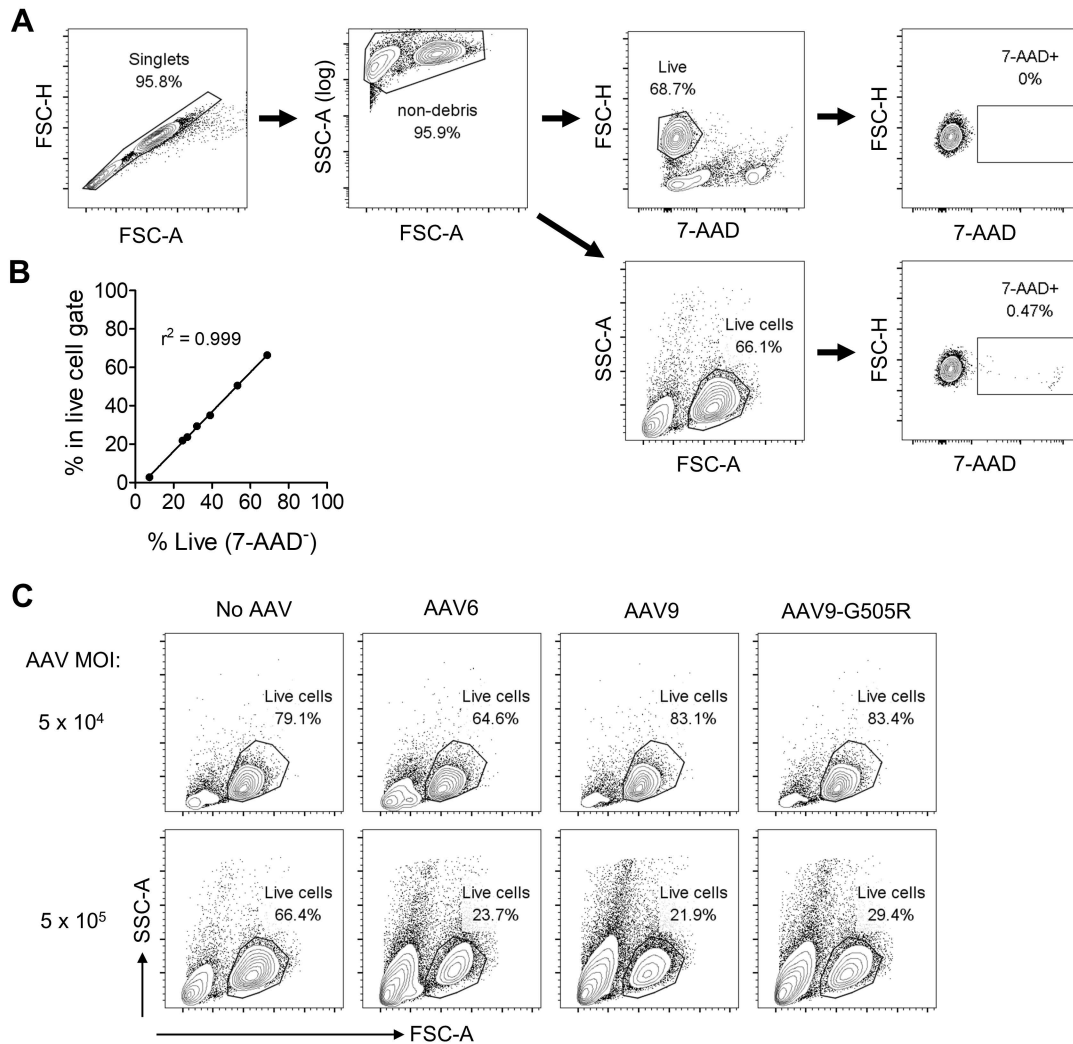 A
FSC-H
Singlets
95.8%
FSC-A
SSC-A (log)
non-debris
95.9%
FSC-A
FSC-H
Live
68.7%
7-AAD
FSC-H
7-AAD+
0%
7-AAD
SSC-A
Live cells
66.1%
FSC-A
FSC-H
7-AAD+
0.47%
7-AAD
B
% in live cell gate
100
80
60
40
20
0
r² = 0.999
0 20 40 60 80 100
% Live (7-AAD⁻)
C
No AAV AAV6 AAV9 AAV9-G505R
AAV MOI:
5 x 10⁴
Live cells
79.1%
Live cells
64.6%
Live cells
83.1%
Live cells
83.4%
5 x 10⁵
Live cells
66.4%
Live cells
23.7%
Live cells
21.9%
Live cells
29.4%
SSC-A
FSC-A